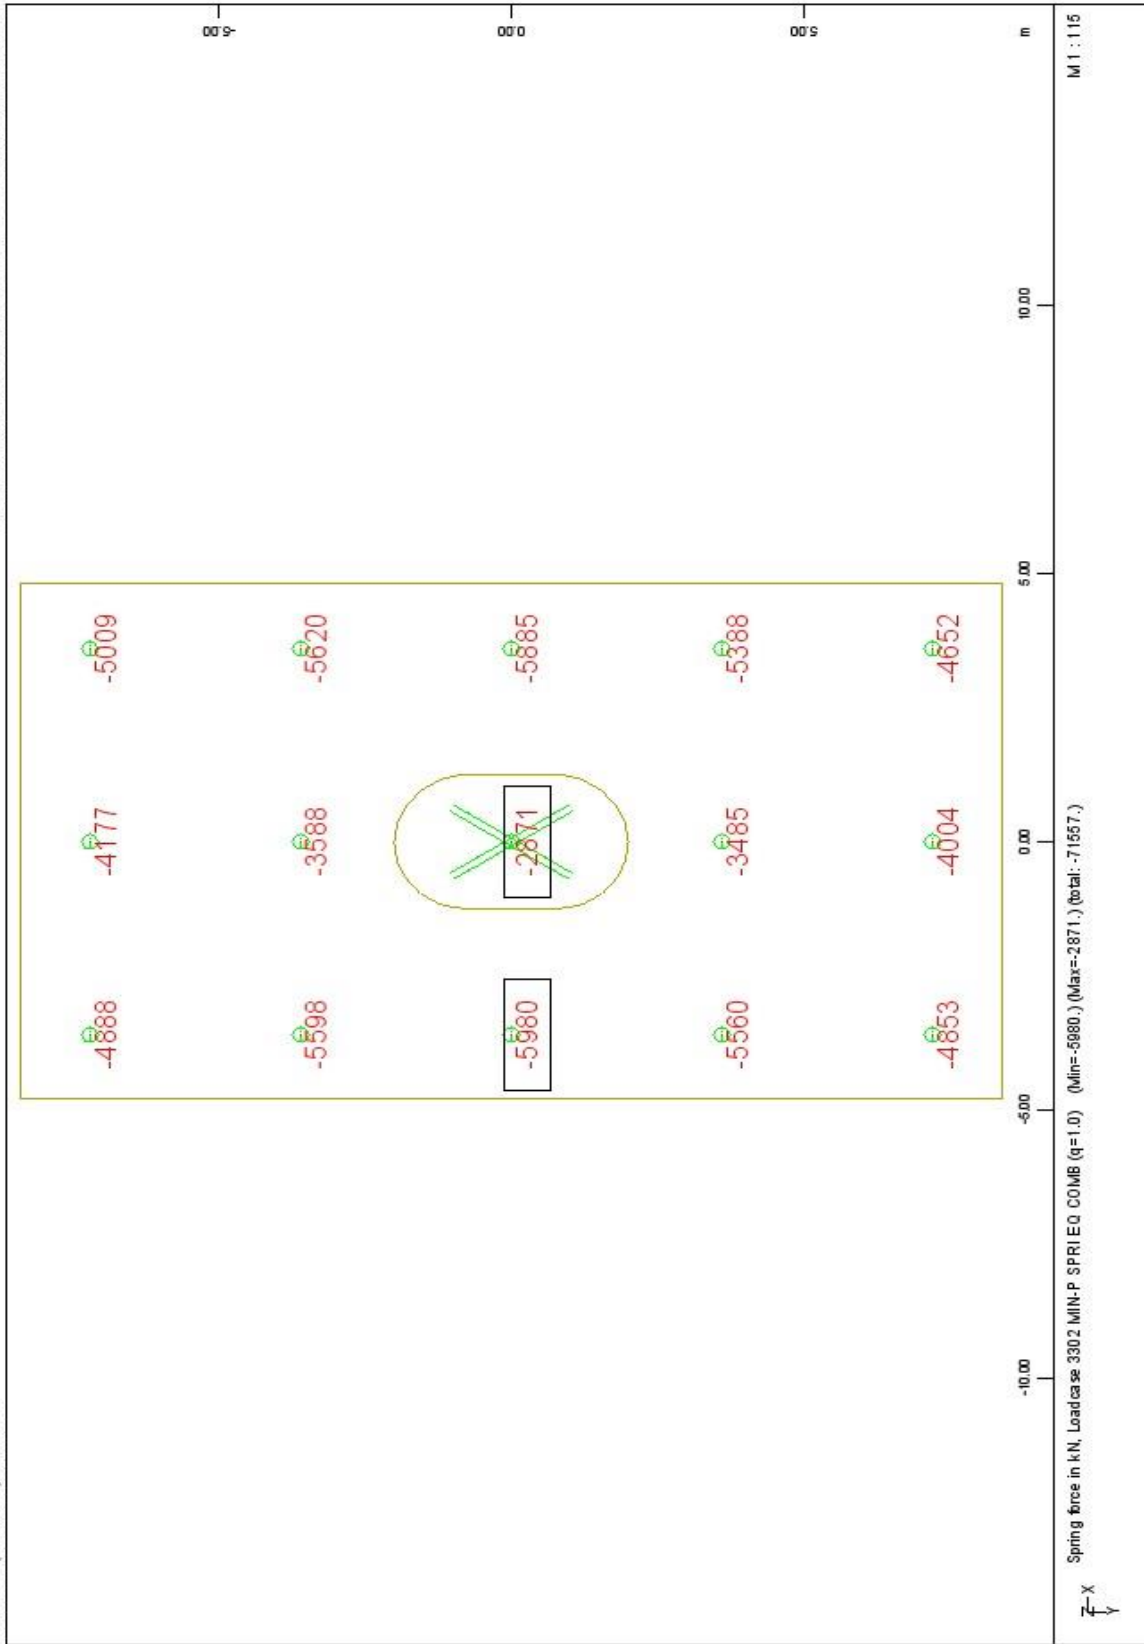 -4888 -4177 -5009
-5.00
-5598 -3588 -5620
-5980 -2871 -5885 0.00
-5560 -3485 -5388
5.00
-4853 -4004 -4652
-10.00 -5.00 0.00 5.00 10.00 m
Spring force in kN, Loadcase 3302 MIN-P SPRI EQ COMB (q=1.0) (Min=-5980.) (Max=-2871.) (total: -71557.) M 1 : 115
Z X
Y